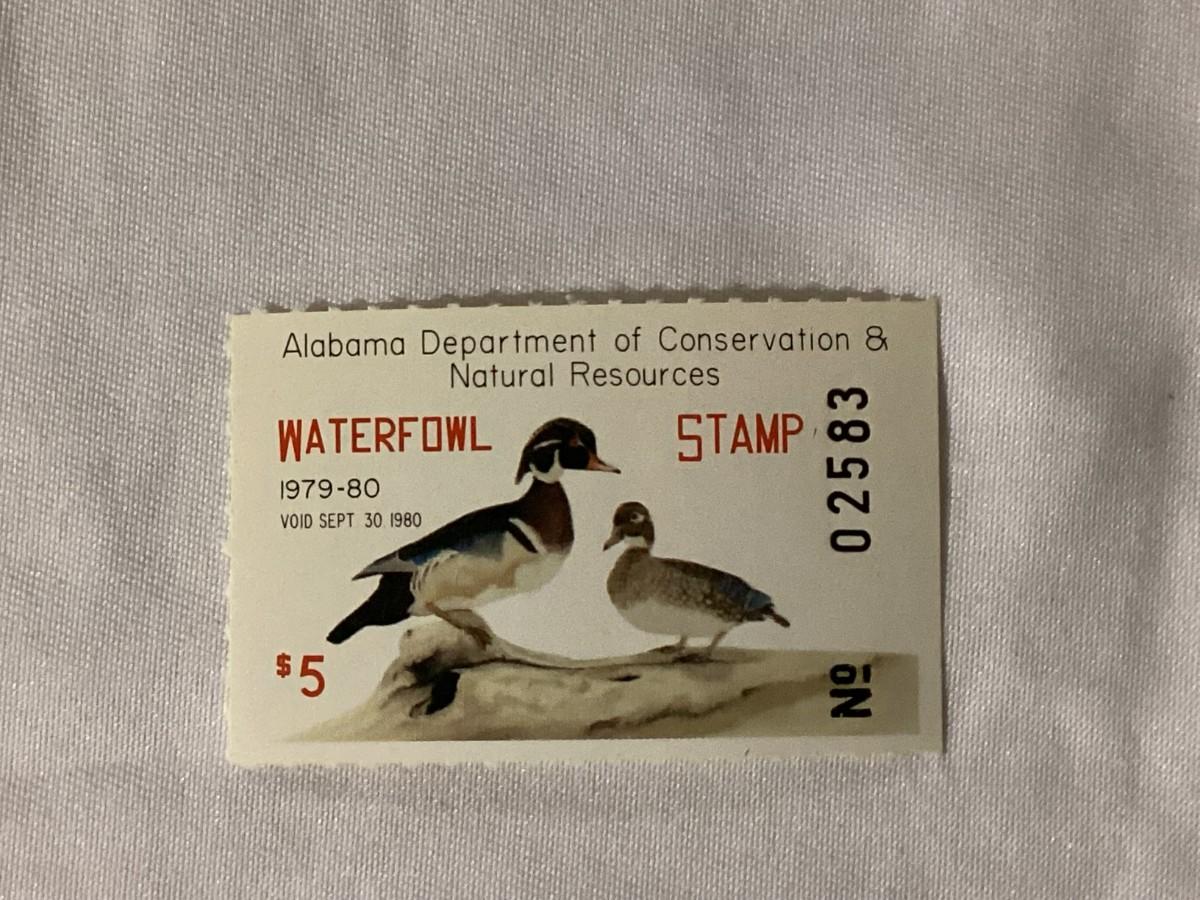 Alabama Department of Conservation &
Natural Resources
WATERFOWL STAMP
1979-80
VOID SEPT 30 1980
$5
Nº 02583